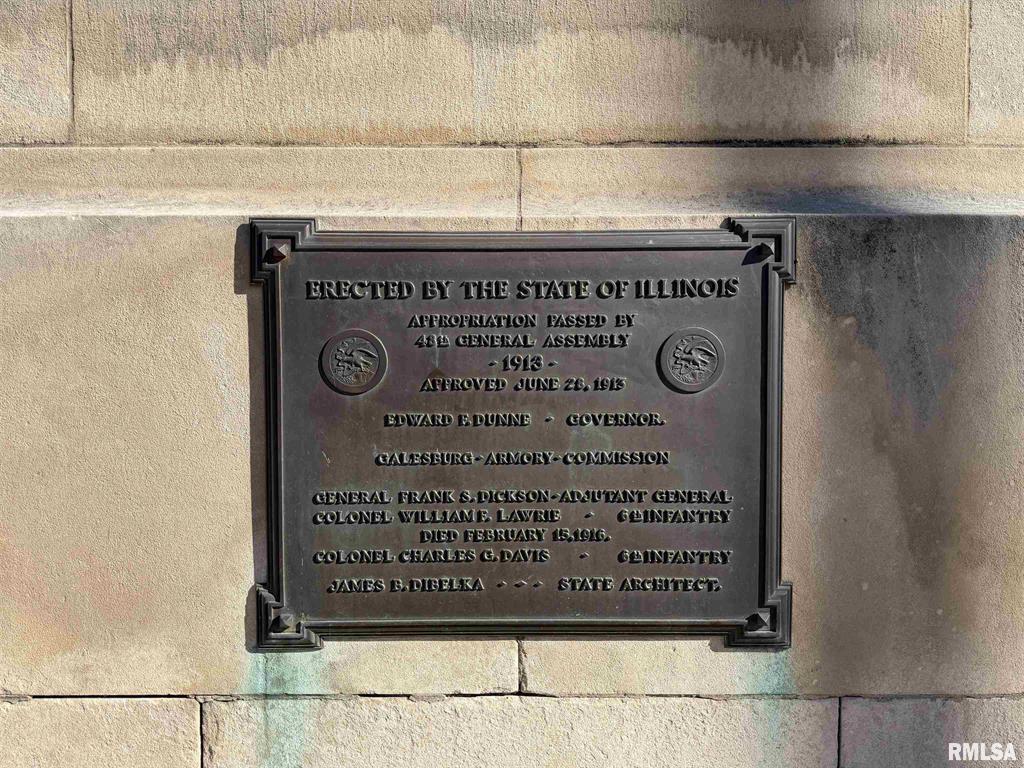 ERECTED BY THE STATE OF ILLINOIS
APPROPRIATION PASSED BY
48th GENERAL ASSEMBLY
- 1913 -
APPROVED JUNE 28, 1913
EDWARD F. DUNNE - GOVERNOR.
GALESBURG - ARMORY - COMMISSION
GENERAL FRANK S. DICKSON - ADJUTANT GENERAL
COLONEL WILLIAM F. LAWRIE - 6th INFANTRY
DIED FEBRUARY 15, 1916.
COLONEL CHARLES G. DAVIS - 6th INFANTRY
JAMES B. DIBELKA - - - STATE ARCHITECT.
RMLSA